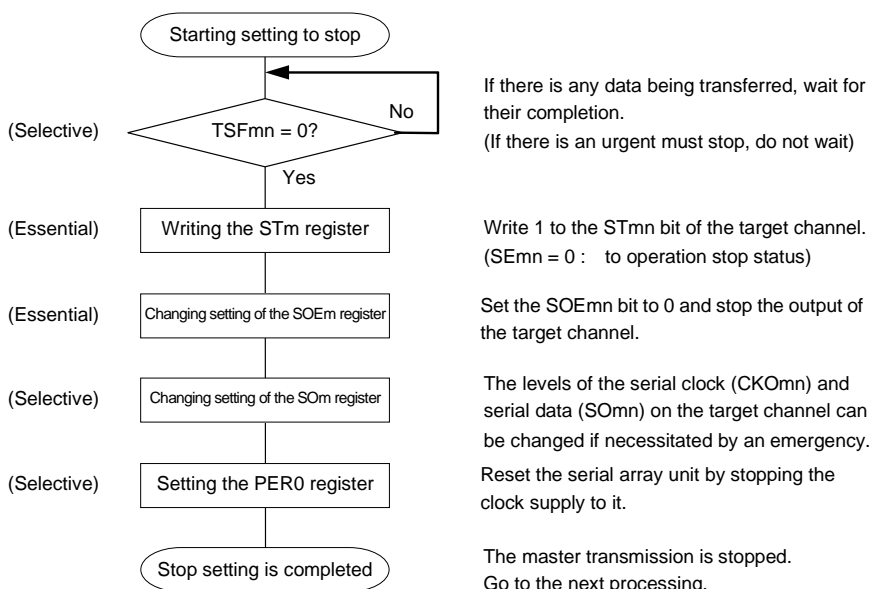 Starting setting to stop
If there is any data being transferred, wait for
their completion.
(If there is an urgent must stop, do not wait)
(Selective)
TSFmn = 0?
No
Yes
(Essential)
Writing the STm register
Write 1 to the STmn bit of the target channel.
(SEmn = 0 : to operation stop status)
(Essential)
Changing setting of the SOEm register
Set the SOEmn bit to 0 and stop the output of
the target channel.
(Selective)
Changing setting of the SOm register
The levels of the serial clock (CKOmn) and
serial data (SOmn) on the target channel can
be changed if necessitated by an emergency.
(Selective)
Setting the PER0 register
Reset the serial array unit by stopping the
clock supply to it.
Stop setting is completed
The master transmission is stopped.
Go to the next processing.